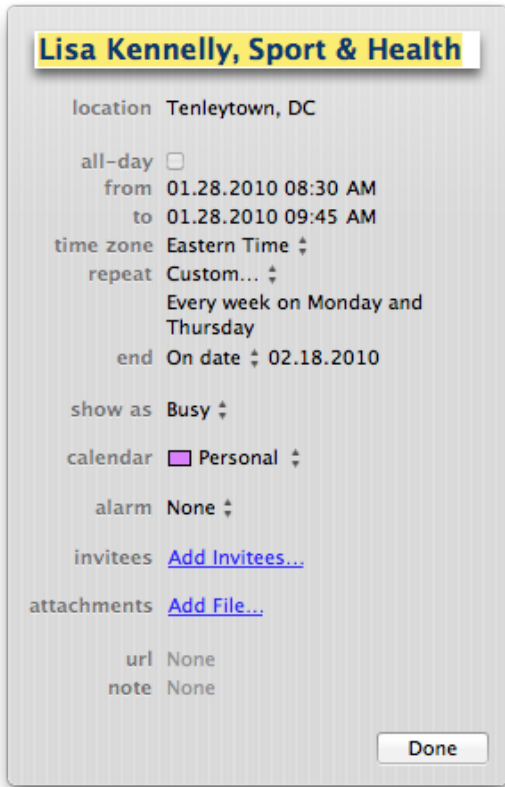 Lisa Kennelly, Sport & Health
location Tenleytown, DC
all-day
from 01.28.2010 08:30 AM
to 01.28.2010 09:45 AM
time zone Eastern Time
repeat Custom...
Every week on Monday and
Thursday
end On date 02.18.2010
show as Busy
calendar Personal
alarm None
invitees Add Invitees...
attachments Add File...
url None
note None
Done